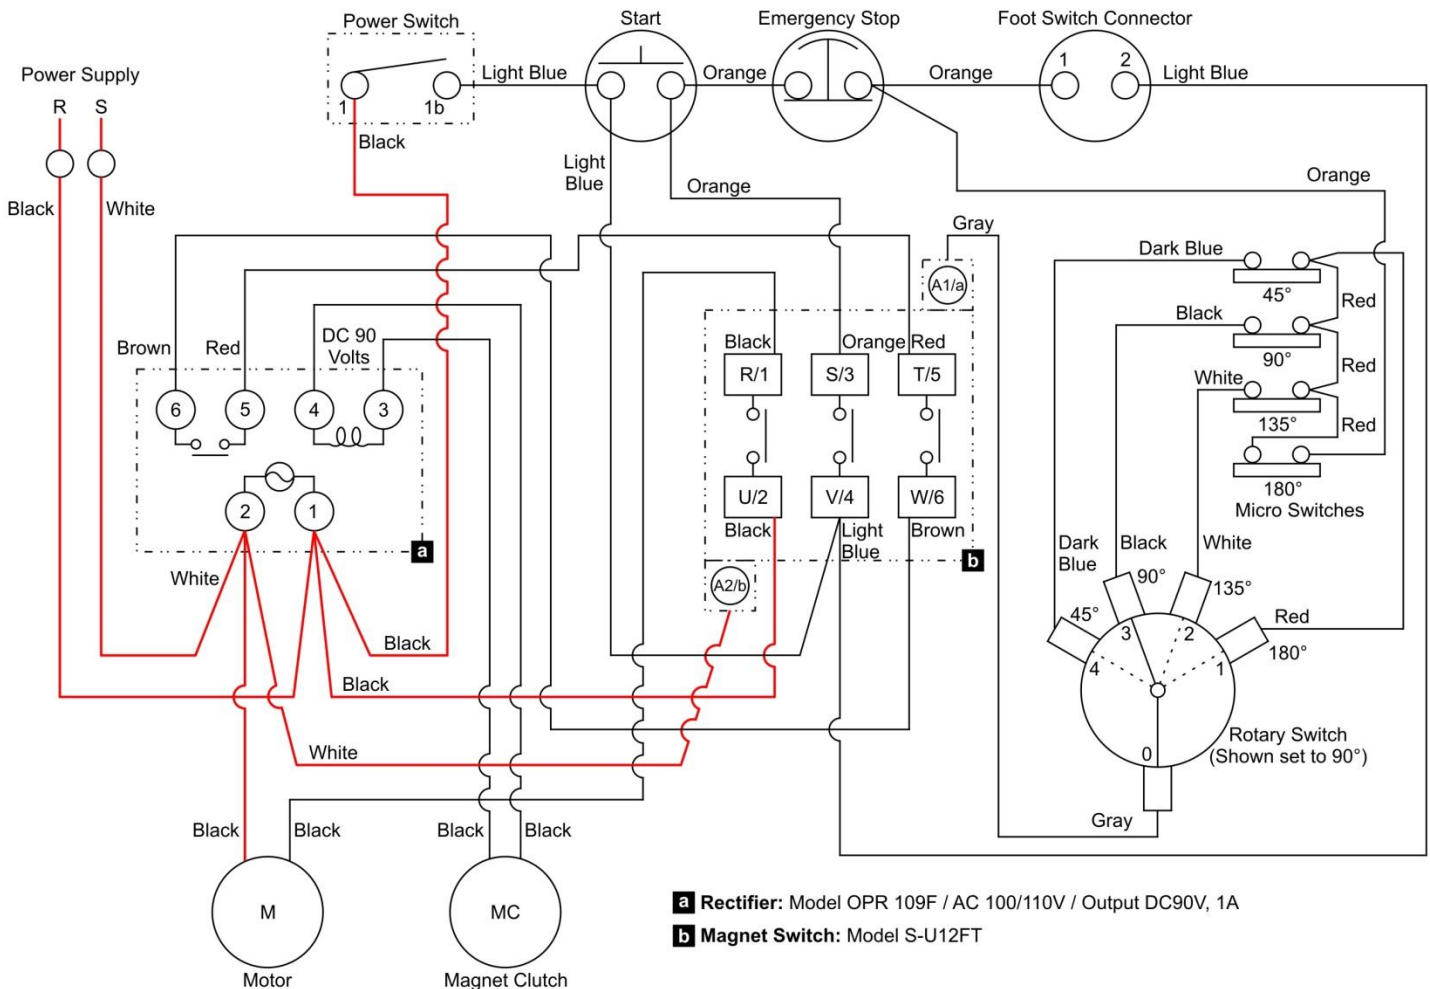 Power Switch
Start
Emergency Stop
Foot Switch Connector
Power Supply
R
S
1
1b
Light Blue
Orange
Orange
1
2
Light Blue
Black
Light
Blue
Orange
Orange
Black
White
Gray
Dark Blue
A1/a
45°
Red
Black
90°
Red
White
135°
Red
180°
Micro Switches
Brown
Red
DC 90
Volts
Black
Orange
Red
R/1
S/3
T/5
6
5
4
3
2
1
U/2
V/4
W/6
Black
Light
Blue
Brown
a
b
White
A2/b
Black
Black
White
Dark
Blue
Black
White
45°
90°
135°
Red
180°
4
3
2
1
0
Rotary Switch
(Shown set to 90°)
Gray
Black
Black
Black
Black
M
MC
Motor
Magnet Clutch
a Rectifier: Model OPR 109F / AC 100/110V / Output DC90V, 1A
b Magnet Switch: Model S-U12FT